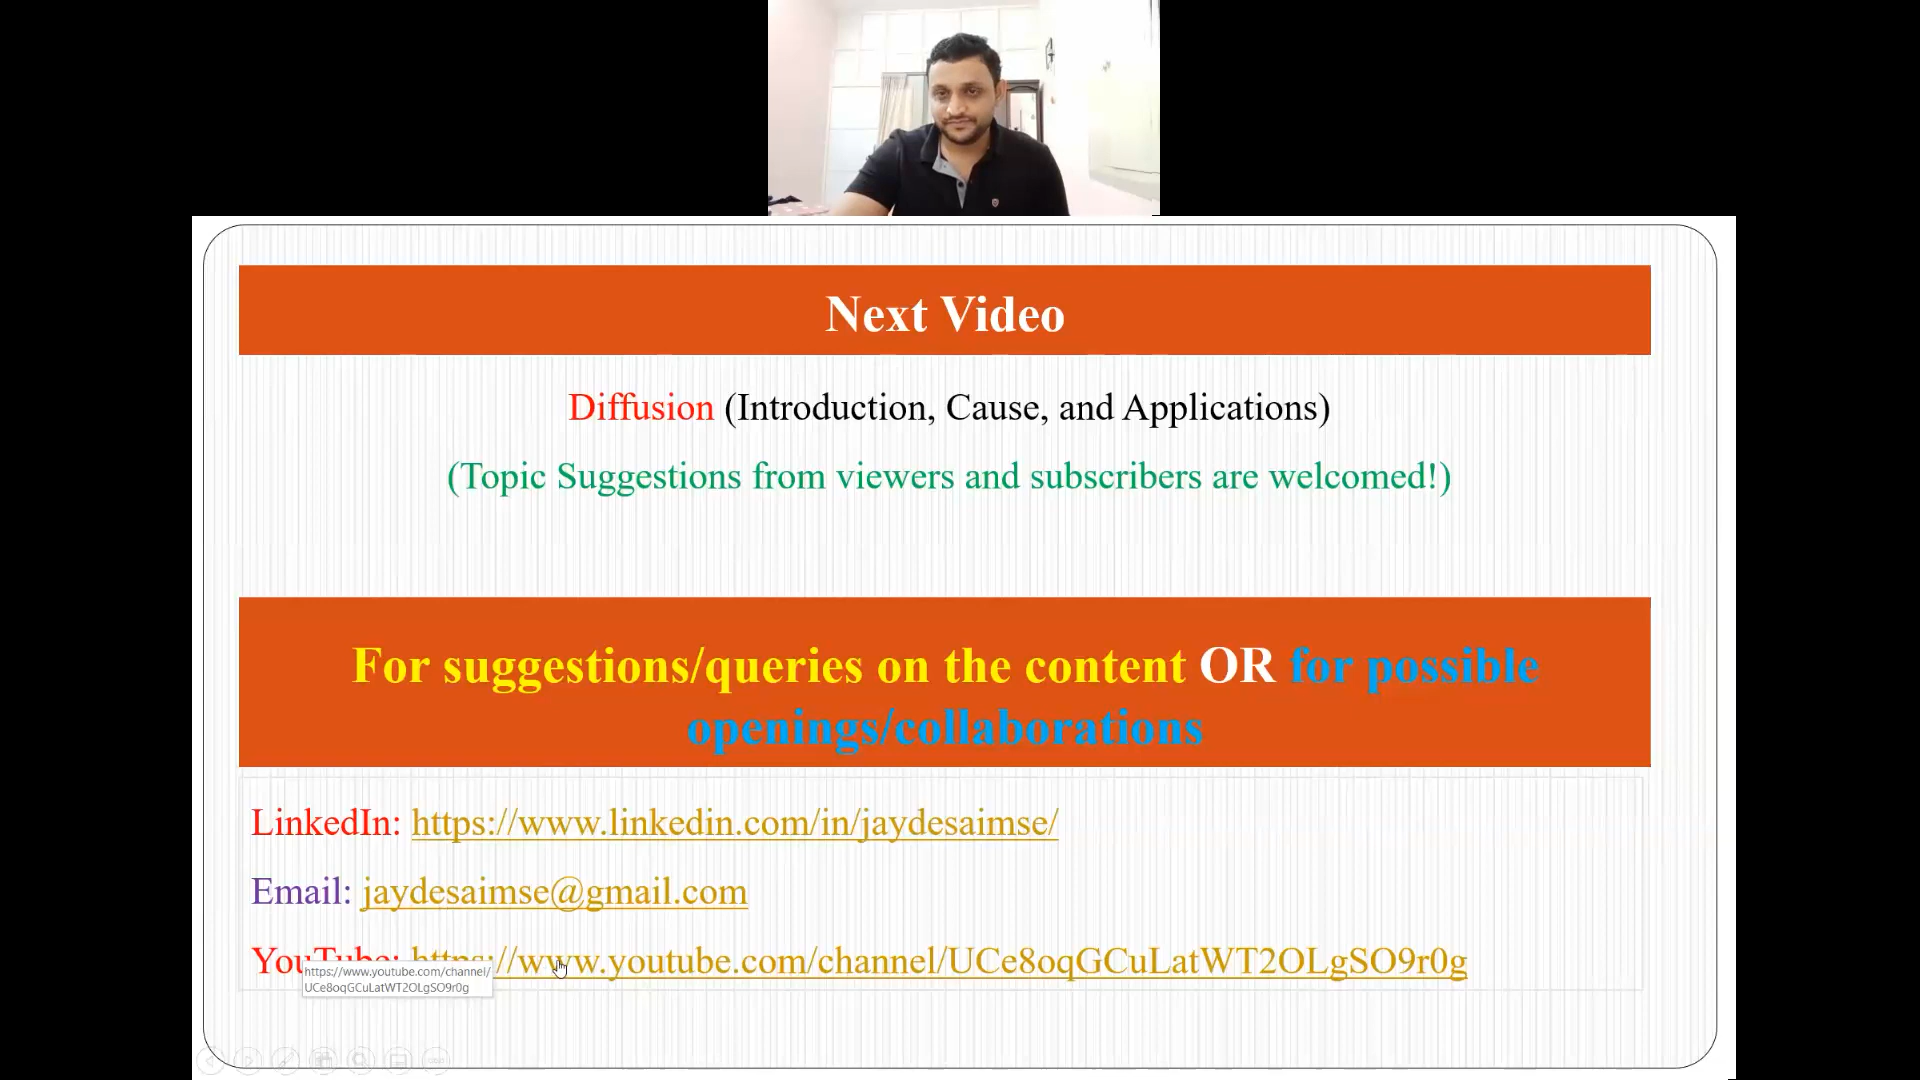 Next Video
Diffusion (Introduction, Cause, and Applications)
(Topic Suggestions from viewers and subscribers are welcomed!)
For suggestions/queries on the content OR for possible
openings/collaborations
LinkedIn: https://www.linkedin.com/in/jaydesaimse/
Email: jaydesaimse@gmail.com
YouTube: https://www.youtube.com/channel/UCe8oqGCuLatWT2OLgSO9r0g
https://www.youtube.com/channel/
UCe8oqGCuLatWT2OLgSO9r0g